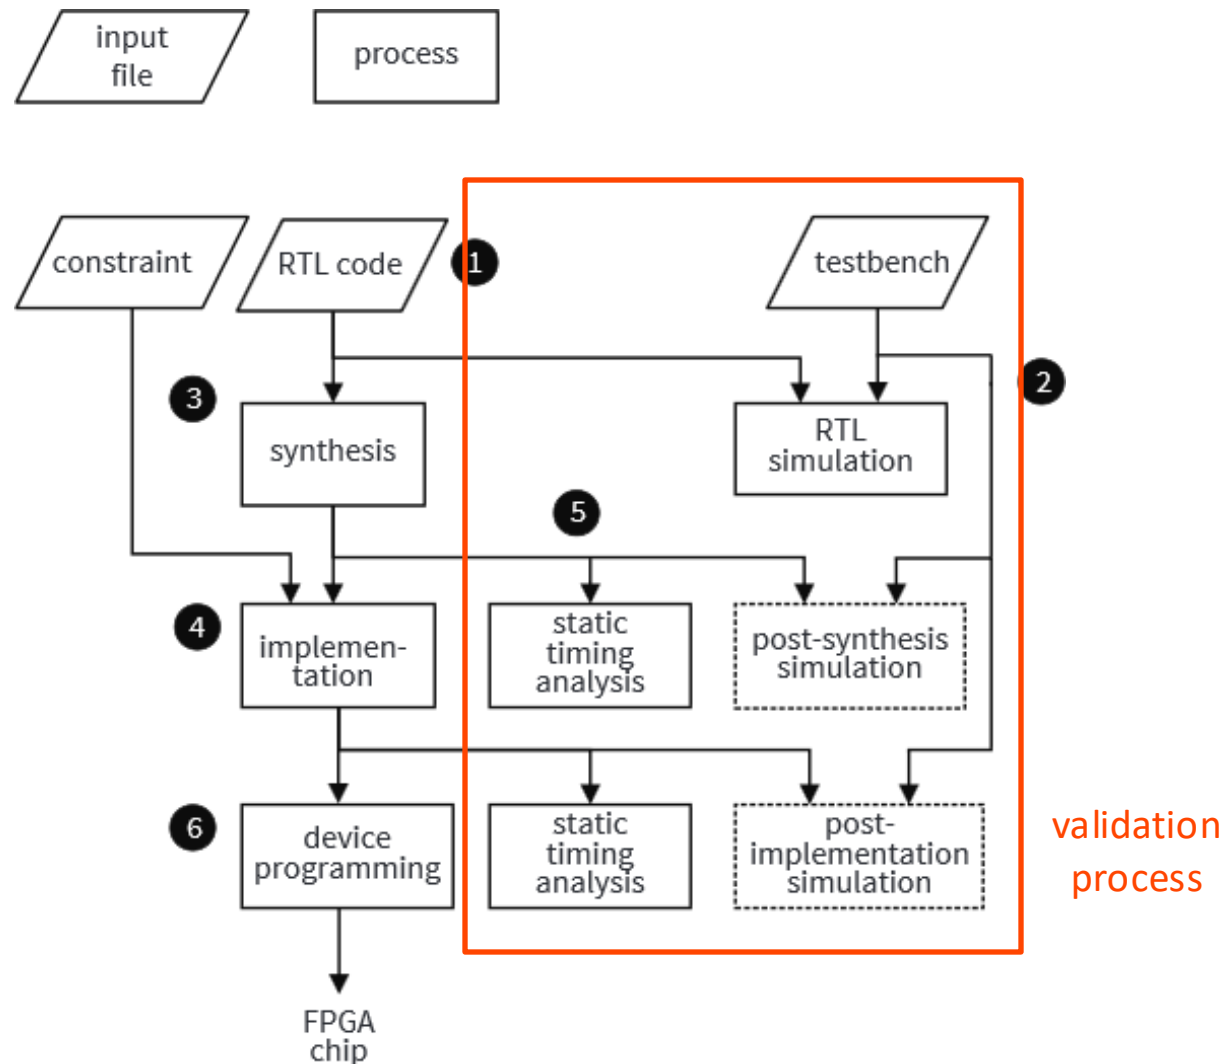 input
file
process
constraint
RTL code
1
testbench
2
3
synthesis
RTL
simulation
5
4
implemen-
tation
static
timing
analysis
post-synthesis
simulation
6
device
programming
static
timing
analysis
post-
implementation
simulation
validation
process
FPGA
chip